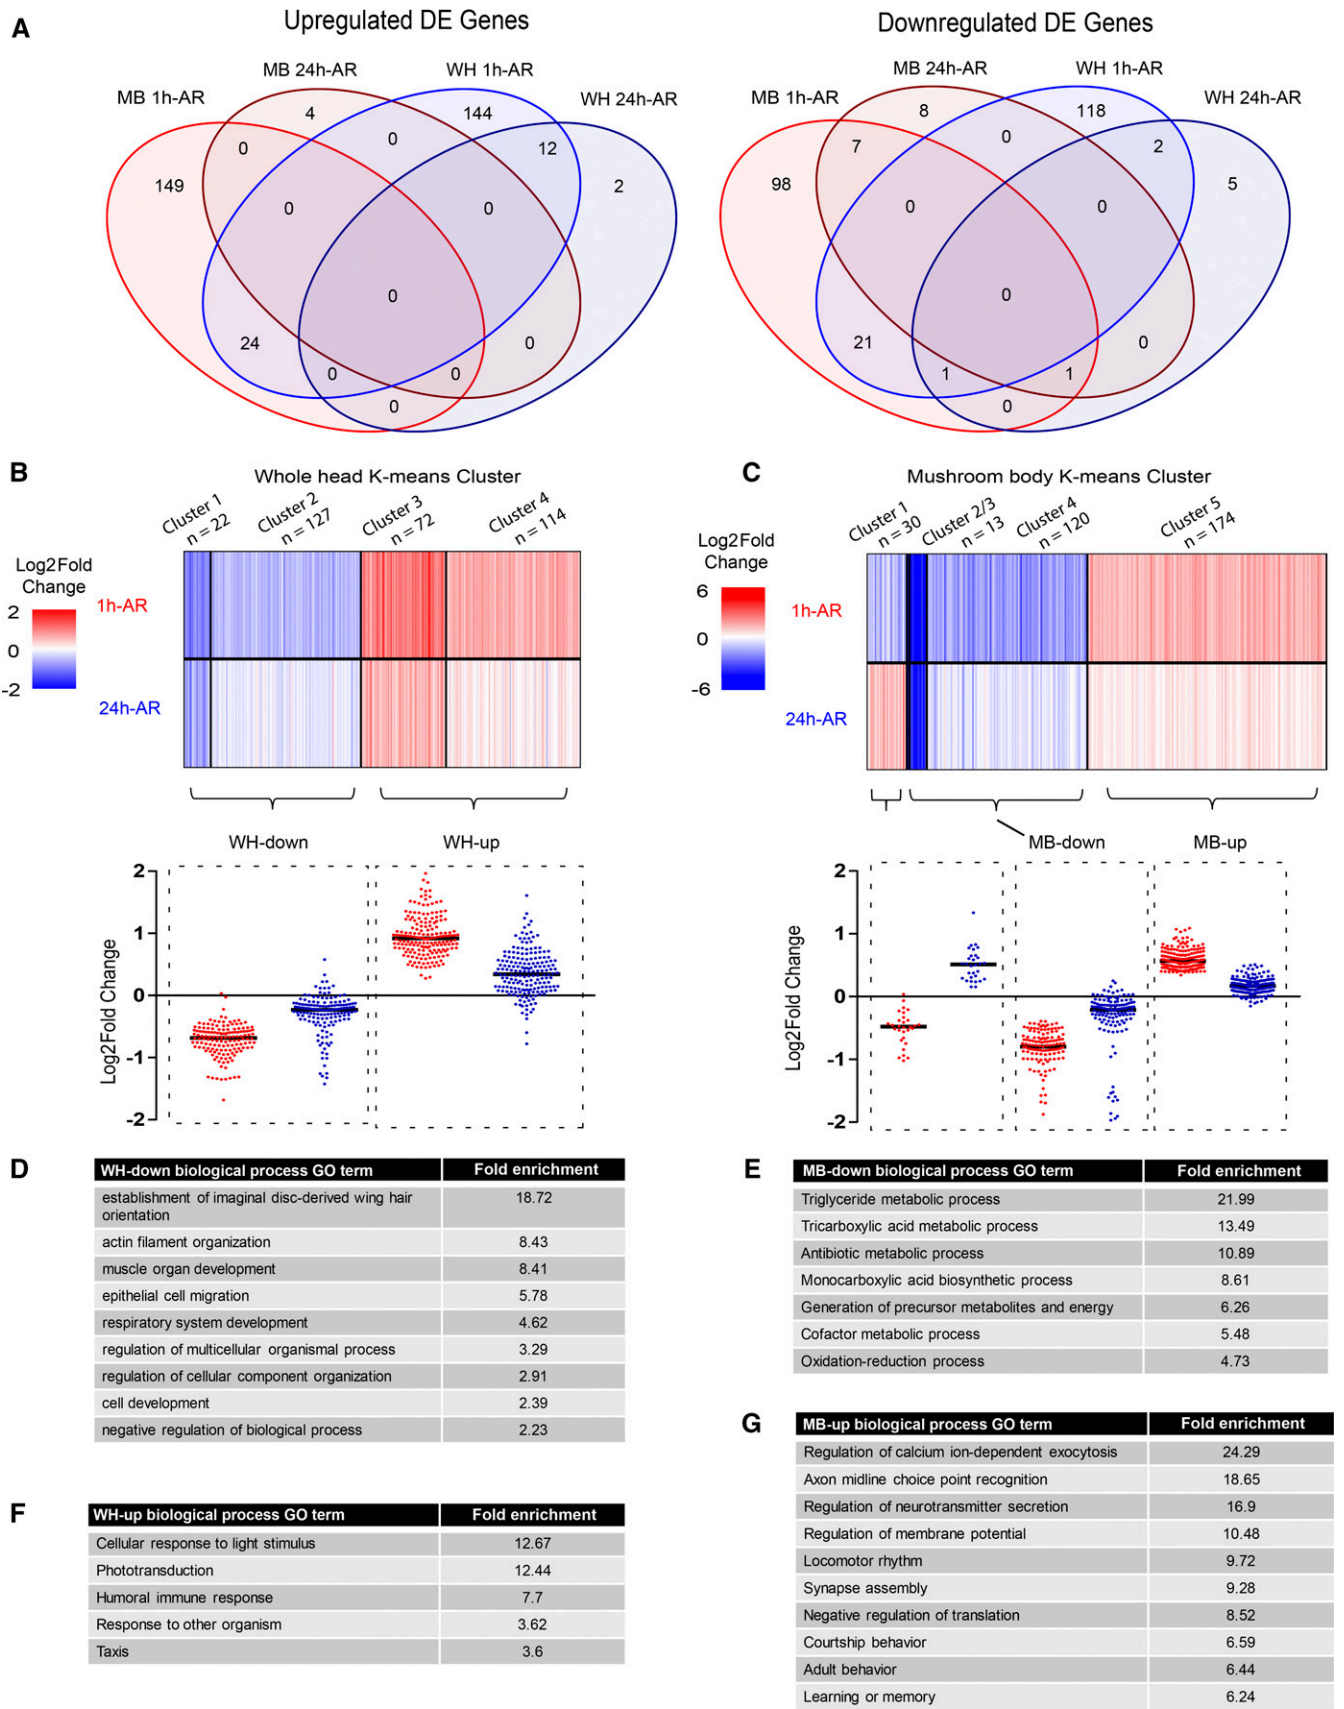 A
Upregulated DE Genes
MB 1h-AR
MB 24h-AR
WH 1h-AR
WH 24h-AR
149
0
4
0
144
12
2
0
0
0
24
0
0
0
0
Downregulated DE Genes
MB 1h-AR
MB 24h-AR
WH 1h-AR
WH 24h-AR
98
7
8
0
118
2
5
0
0
0
21
1
1
0
0
B
Whole head K-means Cluster
Cluster 1
n = 22
Cluster 2
n = 127
Cluster 3
n = 72
Cluster 4
n = 114
Log2Fold
Change
2
0
-2
1h-AR
24h-AR
WH-down
WH-up
Log2Fold Change
2
1
0
-1
-2
C
Mushroom body K-means Cluster
Cluster 1
n = 30
Cluster 2/3
n = 13
Cluster 4
n = 120
Cluster 5
n = 174
Log2Fold
Change
6
0
-6
1h-AR
24h-AR
MB-down
MB-up
Log2Fold Change
2
1
0
-1
-2
D
WH-down biological process GO term Fold enrichment
establishment of imaginal disc-derived wing hair 18.72
orientation
actin filament organization 8.43
muscle organ development 8.41
epithelial cell migration 5.78
respiratory system development 4.62
regulation of multicellular organismal process 3.29
regulation of cellular component organization 2.91
cell development 2.39
negative regulation of biological process 2.23
E
MB-down biological process GO term Fold enrichment
Triglyceride metabolic process 21.99
Tricarboxylic acid metabolic process 13.49
Antibiotic metabolic process 10.89
Monocarboxylic acid biosynthetic process 8.61
Generation of precursor metabolites and energy 6.26
Cofactor metabolic process 5.48
Oxidation-reduction process 4.73
F
WH-up biological process GO term Fold enrichment
Cellular response to light stimulus 12.67
Phototransduction 12.44
Humoral immune response 7.7
Response to other organism 3.62
Taxis 3.6
G
MB-up biological process GO term Fold enrichment
Regulation of calcium ion-dependent exocytosis 24.29
Axon midline choice point recognition 18.65
Regulation of neurotransmitter secretion 16.9
Regulation of membrane potential 10.48
Locomotor rhythm 9.72
Synapse assembly 9.28
Negative regulation of translation 8.52
Courtship behavior 6.59
Adult behavior 6.44
Learning or memory 6.24